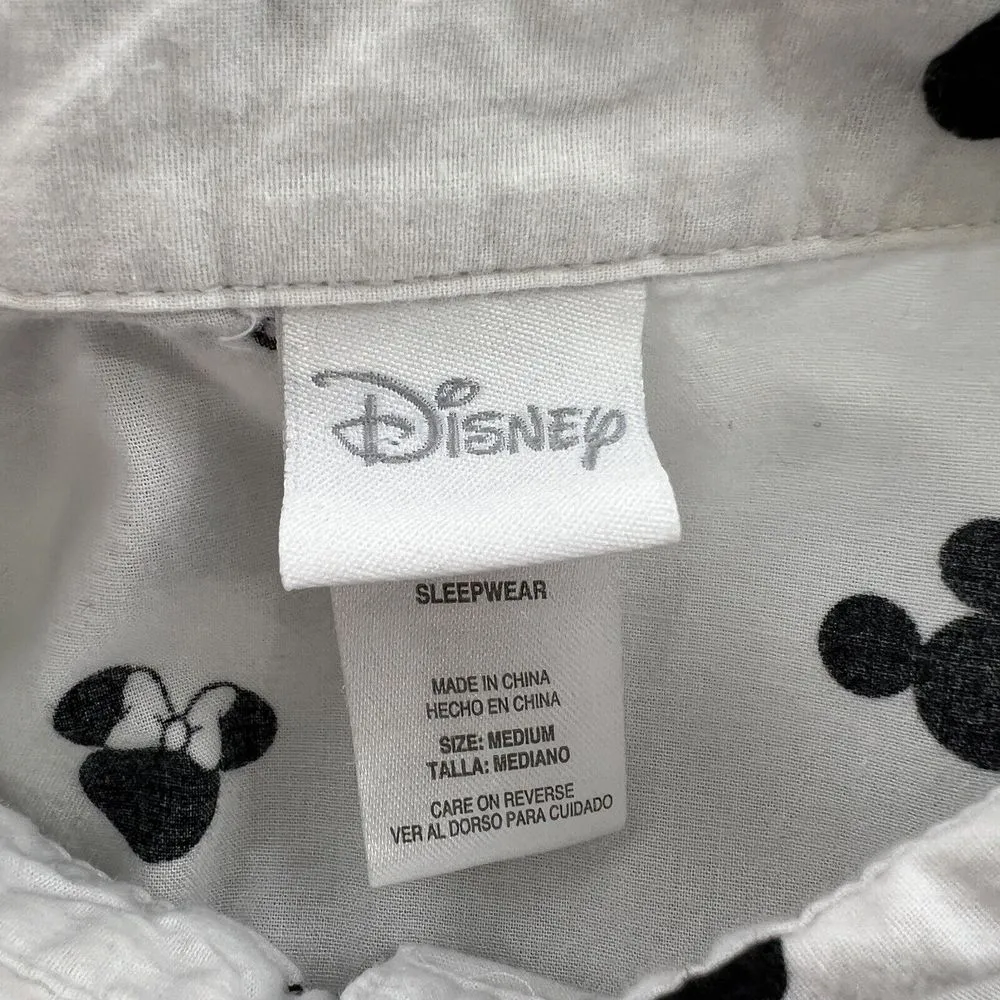 Disney
SLEEPWEAR
MADE IN CHINA
HECHO EN CHINA
SIZE: MEDIUM
TALLA: MEDIANO
CARE ON REVERSE
VER AL DORSO PARA CUIDADO